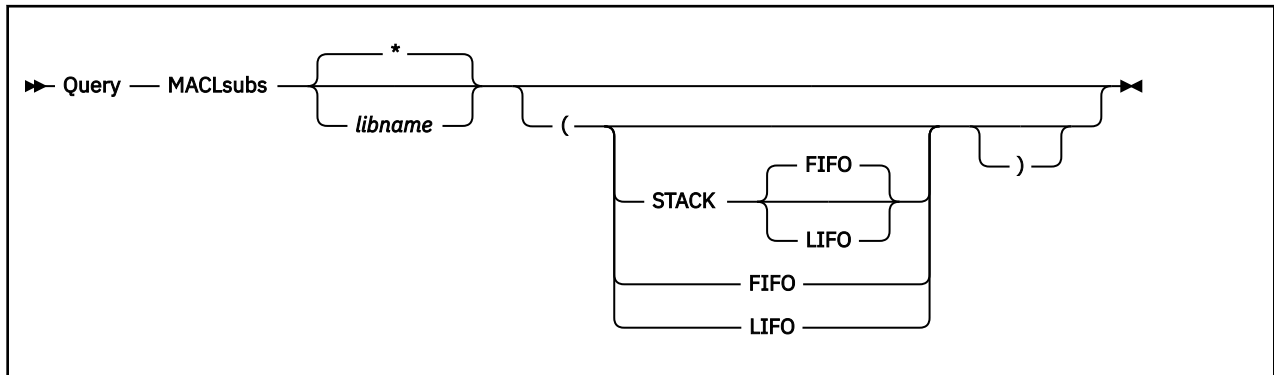 *
Query MACLsubs
libname
(
)
FIFO
STACK
LIFO
FIFO
LIFO